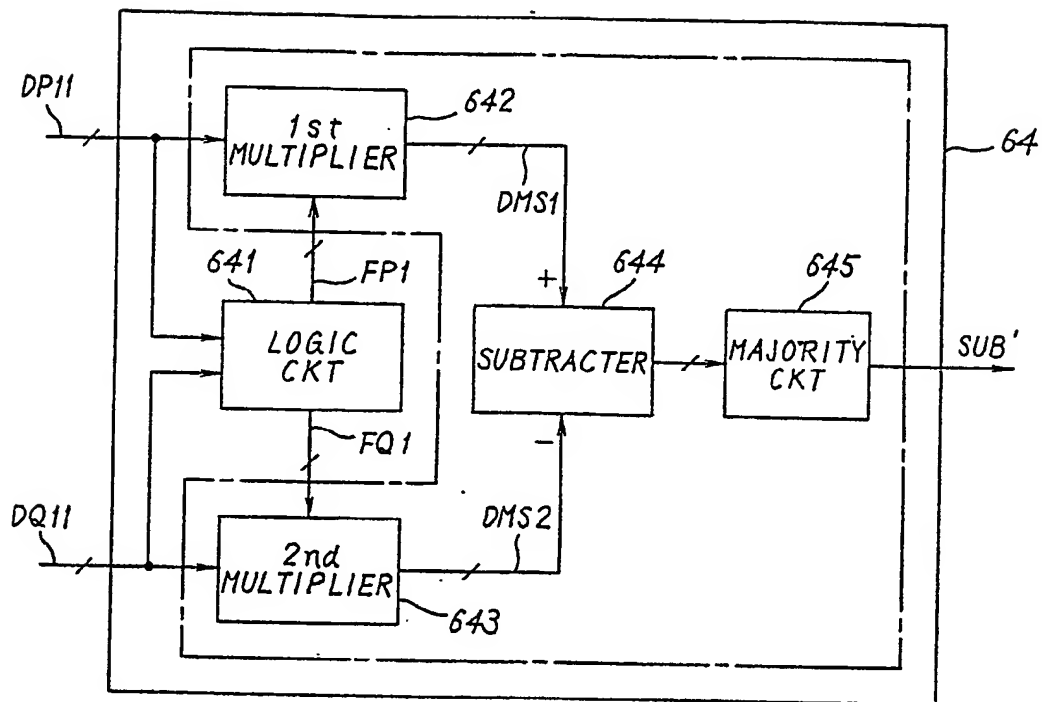 DP11
1st
MULTIPLIER
642
64
DMS1
641
FP1
+
644
645
LOGIC
CKT
SUBTRACTER
MAJORITY
CKT
SUB'
FQ1
-
DQ11
2nd
MULTIPLIER
DMS2
643